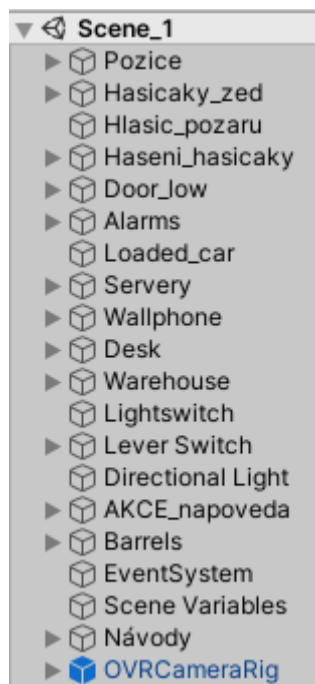 Scene_1
Pozice
Hasicaky_zed
Hlasic_pozaru
Haseni_hasicaky
Door_low
Alarms
Loaded_car
Servery
Wallphone
Desk
Warehouse
Lightswitch
Lever Switch
Directional Light
AKCE_napoveda
Barrels
EventSystem
Scene Variables
Návody
OVRCameraRig